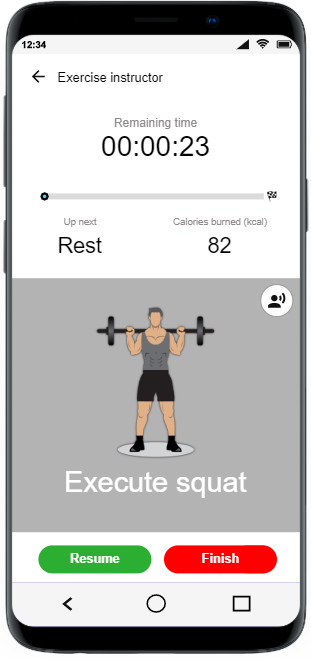 12:34
Exercise instructor
Remaining time
00:00:23
Up next
Calories burned (kcal)
Rest
82
Execute squat
Resume
Finish